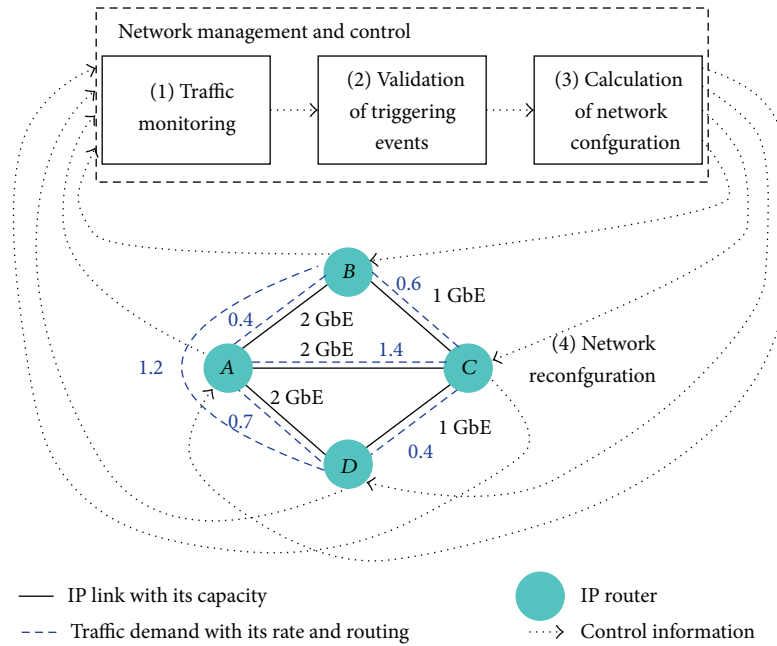 Network management and control
(1) Traffic
monitoring
(2) Validation
of triggering
events
(3) Calculation
of network
confguration
B
0.6
1 GbE
0.4
2 GbE
2 GbE
1.4
1.2
A
C
(4) Network
reconfguration
2 GbE
0.7
1 GbE
0.4
D
IP link with its capacity
IP router
Traffic demand with its rate and routing
Control information